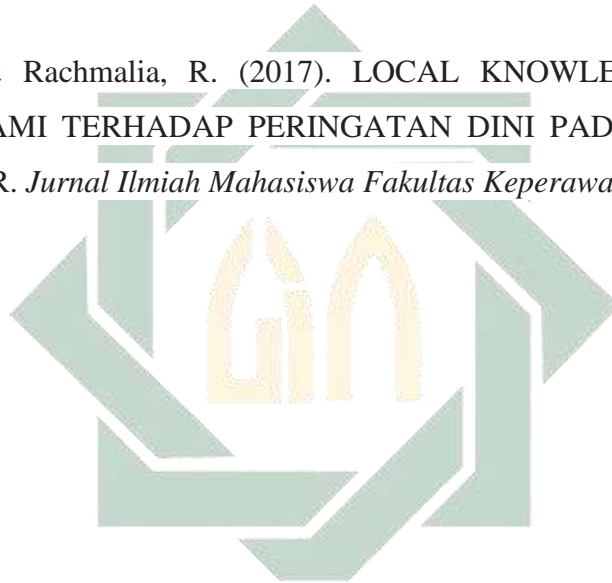 Rachmalia, R. (2017). LOCAL KNOWLE
AMI TERHADAP PERINGATAN DINI PAD
R. Jurnal Ilmiah Mahasiswa Fakultas Keperawa